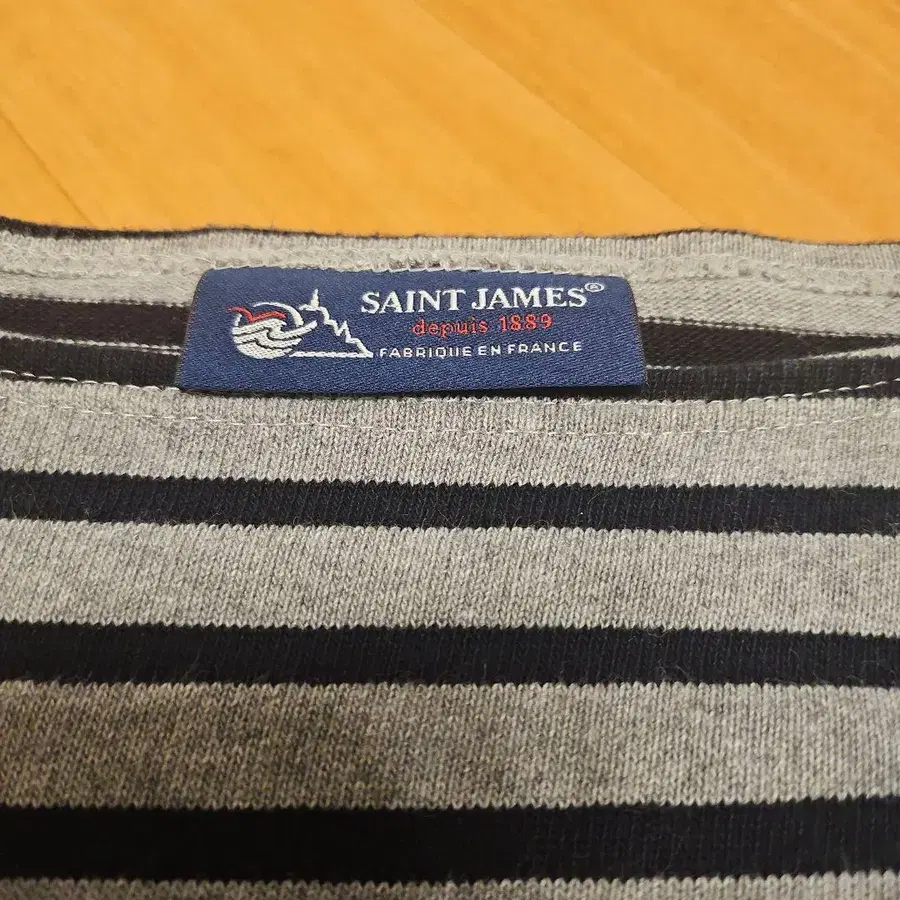 SAINT JAMES®
depuis 1889
FABRIQUE EN FRANCE